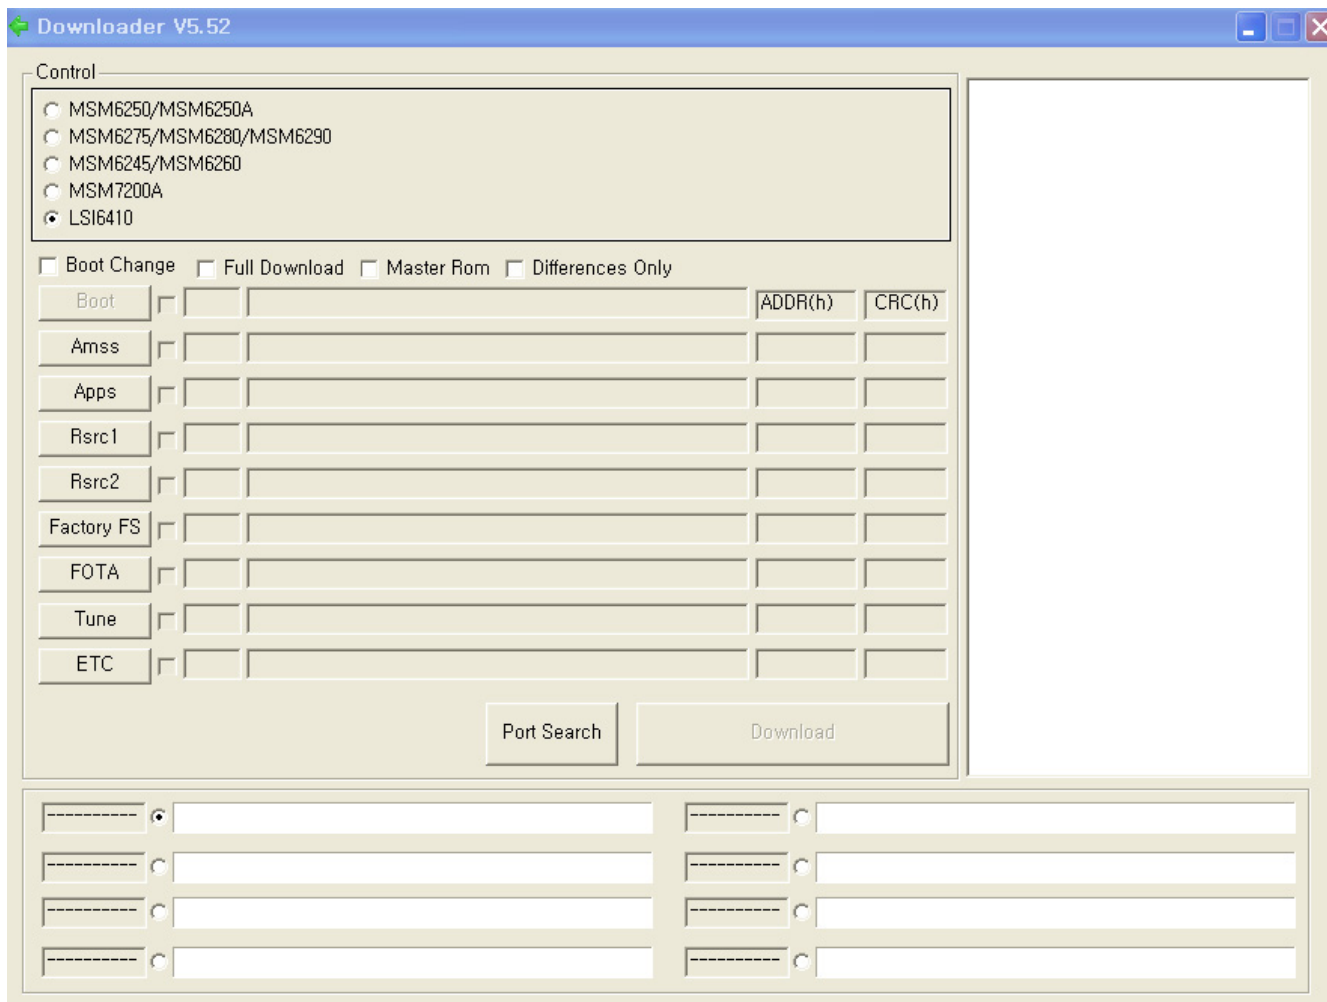 Downloader V5.52
Control
MSM6250/MSM6250A
MSM6275/MSM6280/MSM6290
MSM6245/MSM6260
MSM7200A
LSI6410
Boot Change Full Download Master Rom Differences Only
Boot ADDR(h) CRC(h)
Amss
Apps
Rsrc1
Rsrc2
Factory FS
FOTA
Tune
ETC
Port Search Download
---------- ----------
---------- ----------
---------- ----------
---------- ----------